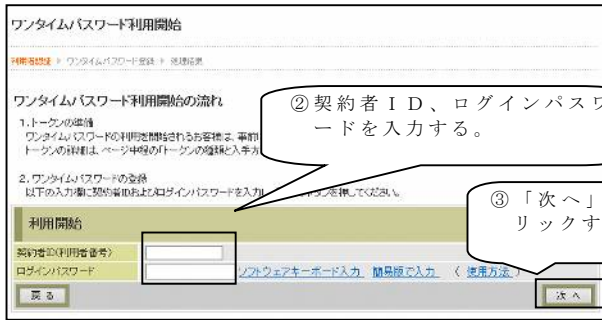 ワンタイムパスワード利用開始
利用者認証 ▶ ワンタイムパスワード登録 ▶ 処理結果
ワンタイムパスワード利用開始の流れ
1.トークンの準備
ワンタイムパスワードの利用を開始されるお客様は、事前
トークンの詳細は、ページ中程の「トークンの種類と入手方
②契約者ID、ログインパスワ
ードを入力する。
2.ワンタイムパスワードの登録
以下の入力欄に契約者IDおよびログインパスワードを入力し、 ボタンを押してください。
③「次へ」
リックす
利用開始
契約者ID(利用者番号)
ログインパスワード ソフトウェアキーボード入力 簡易版で入力 ( 使用方法 )
戻る 次へ